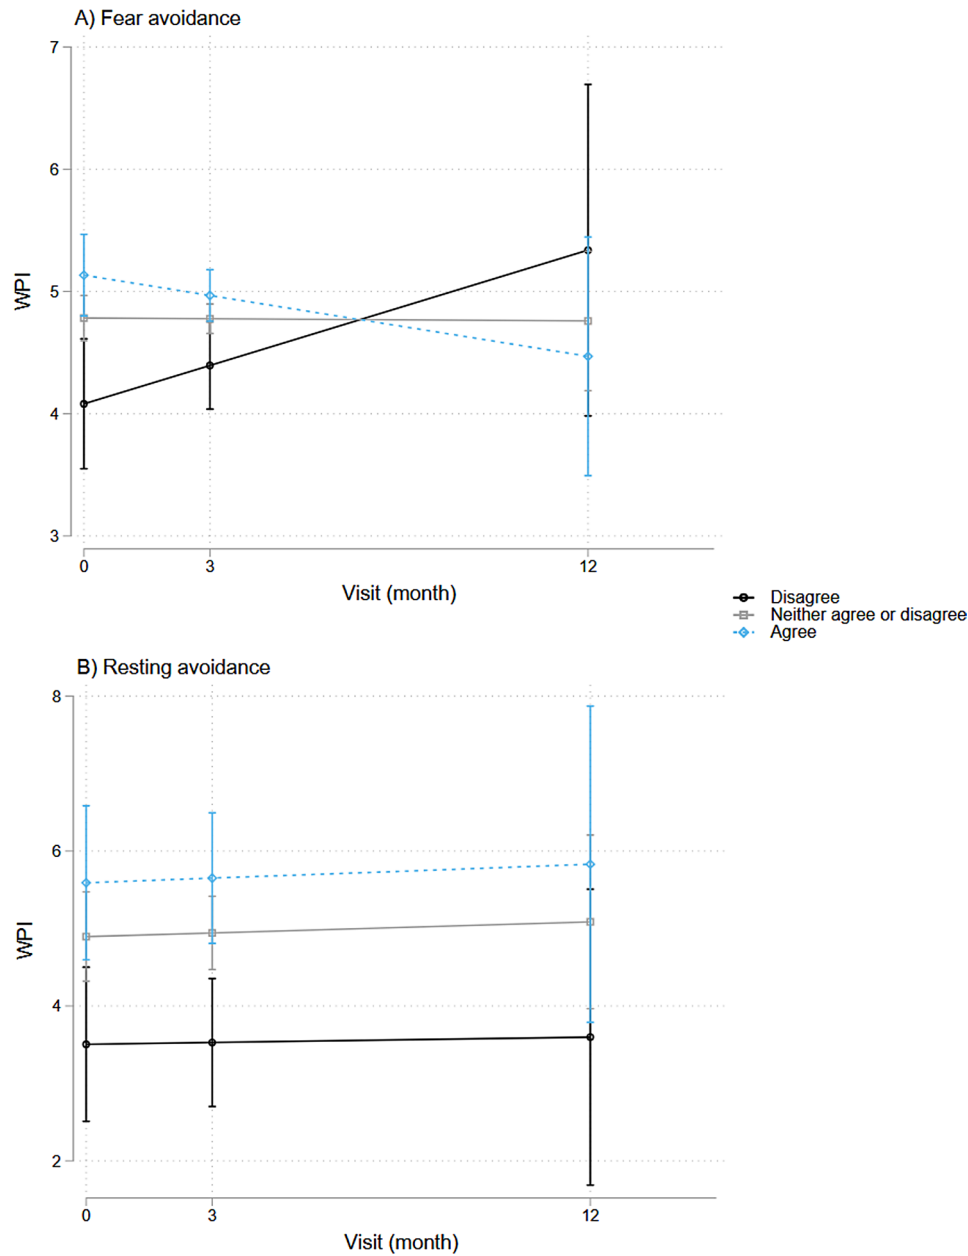 A) Fear avoidance
7
6
5
4
3
WPI
0 3 12
Visit (month)
Disagree
Neither agree or disagree
Agree
B) Resting avoidance
8
6
4
2
WPI
0 3 12
Visit (month)